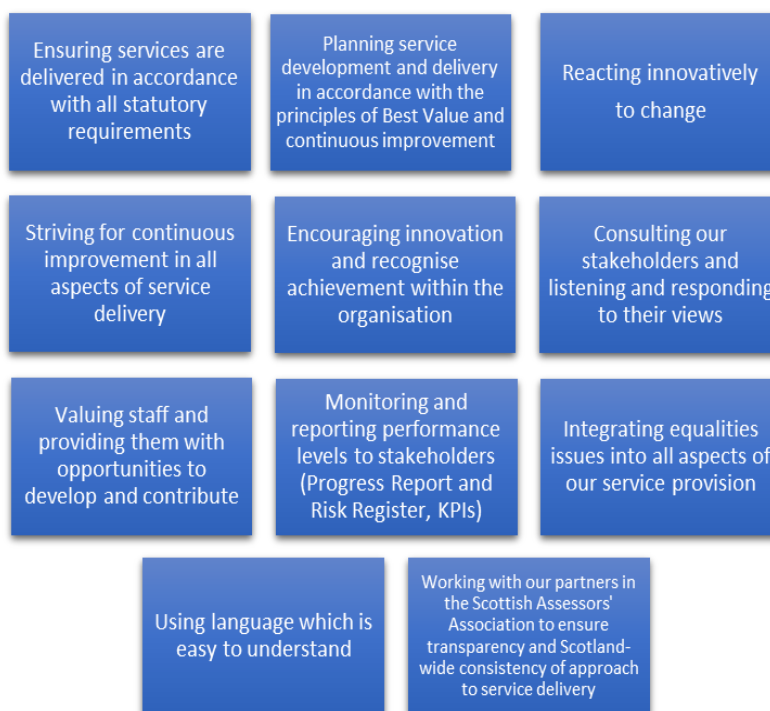 Ensuring services are
delivered in accordance
with all statutory
requirements
Planning service
development and delivery
in accordance with the
principles of Best Value and
continuous improvement
Reacting innovatively
to change
Striving for continuous
improvement in all
aspects of service
delivery
Encouraging innovation
and recognise
achievement within the
organisation
Consulting our
stakeholders and
listening and responding
to their views
Valuing staff and
providing them with
opportunities to
develop and contribute
Monitoring and
reporting performance
levels to stakeholders
(Progress Report and
Risk Register, KPIs)
Integrating equalities
issues into all aspects of
our service provision
Using language which is
easy to understand
Working with our partners in
the Scottish Assessors'
Association to ensure
transparency and Scotland-
wide consistency of approach
to service delivery